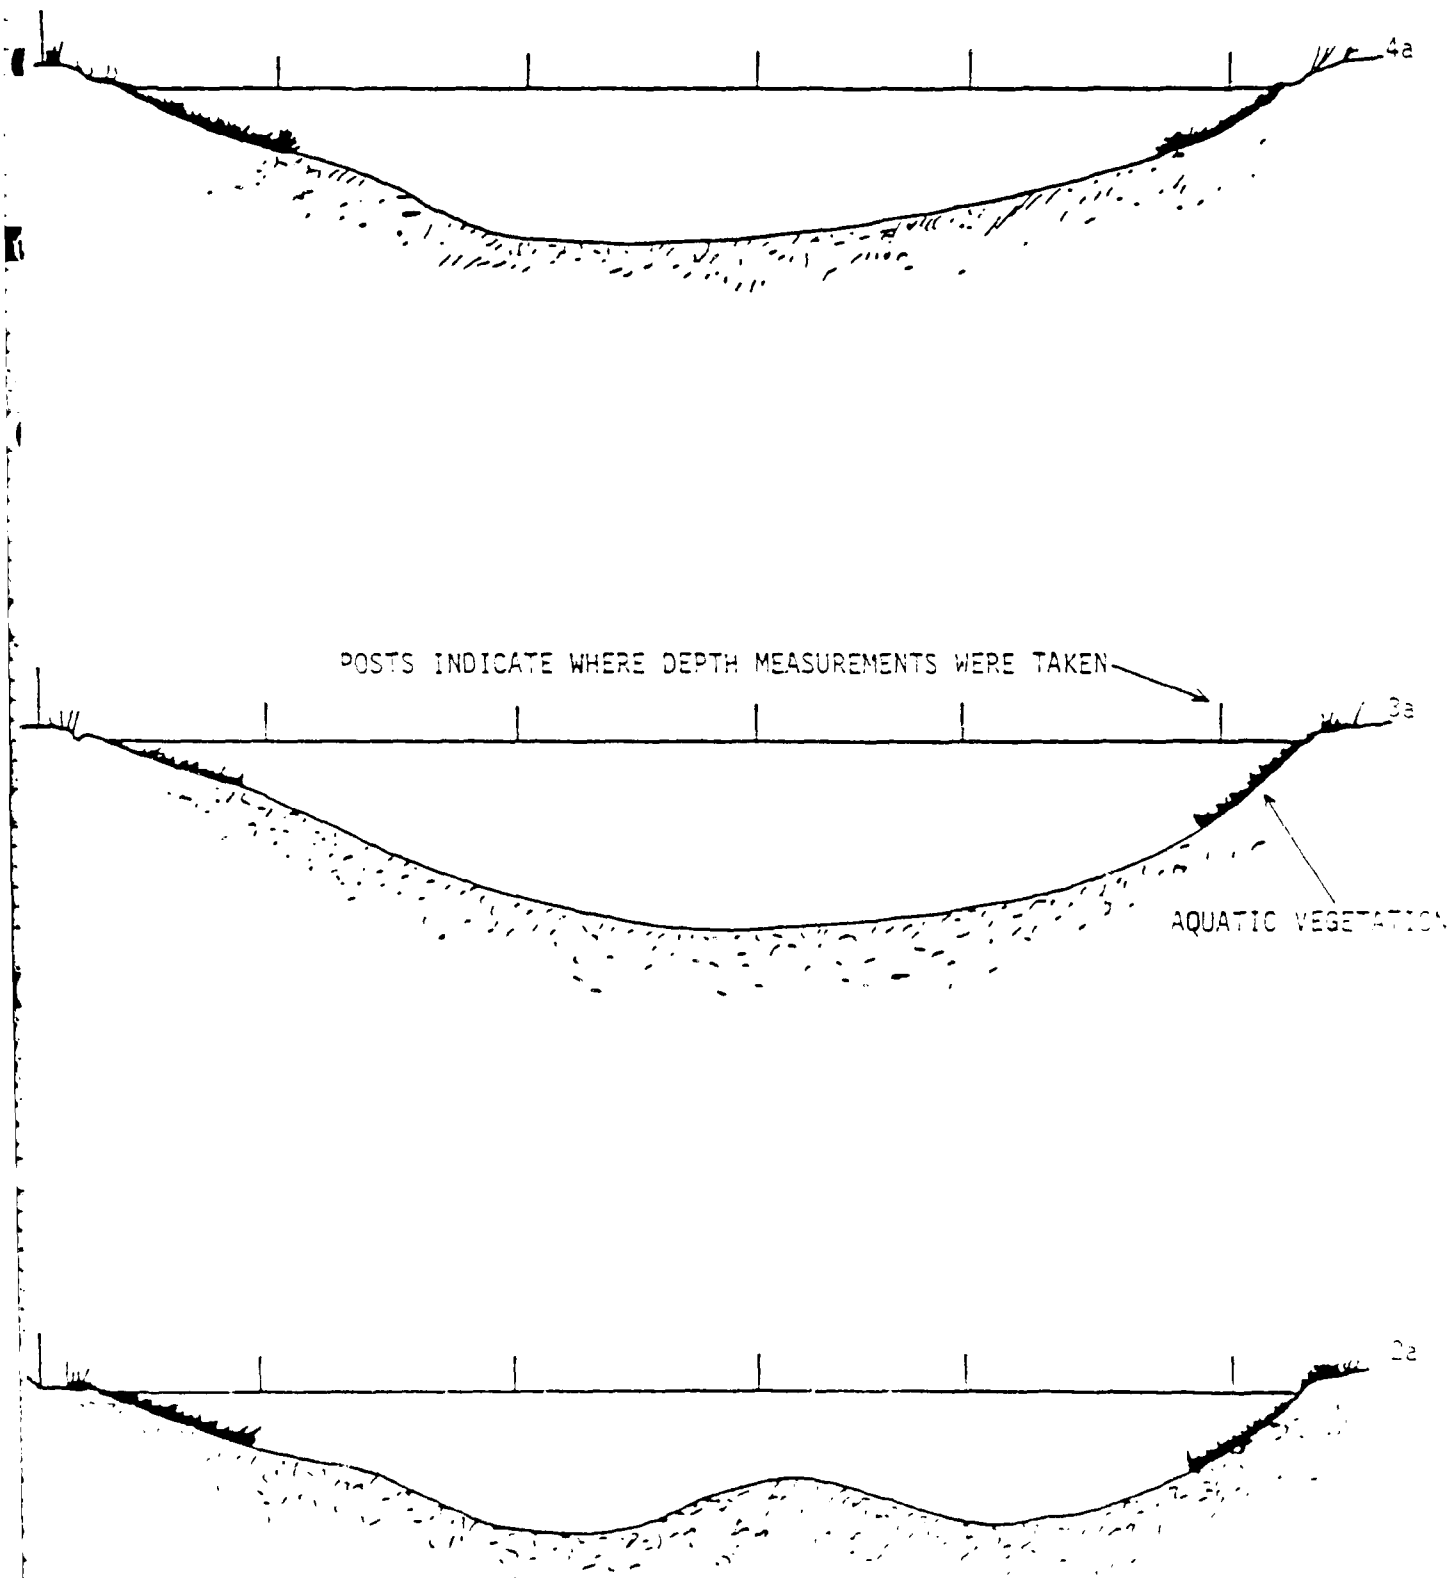 4a
POSTS INDICATE WHERE DEPTH MEASUREMENTS WERE TAKEN
3a
AQUATIC VEGETATION
2a